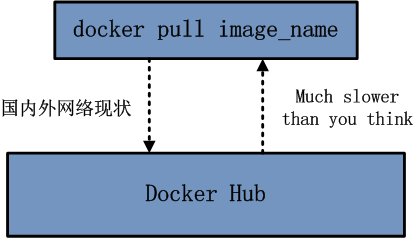 docker pull image_name
国内外网络现状
Much slower
than you think
Docker Hub